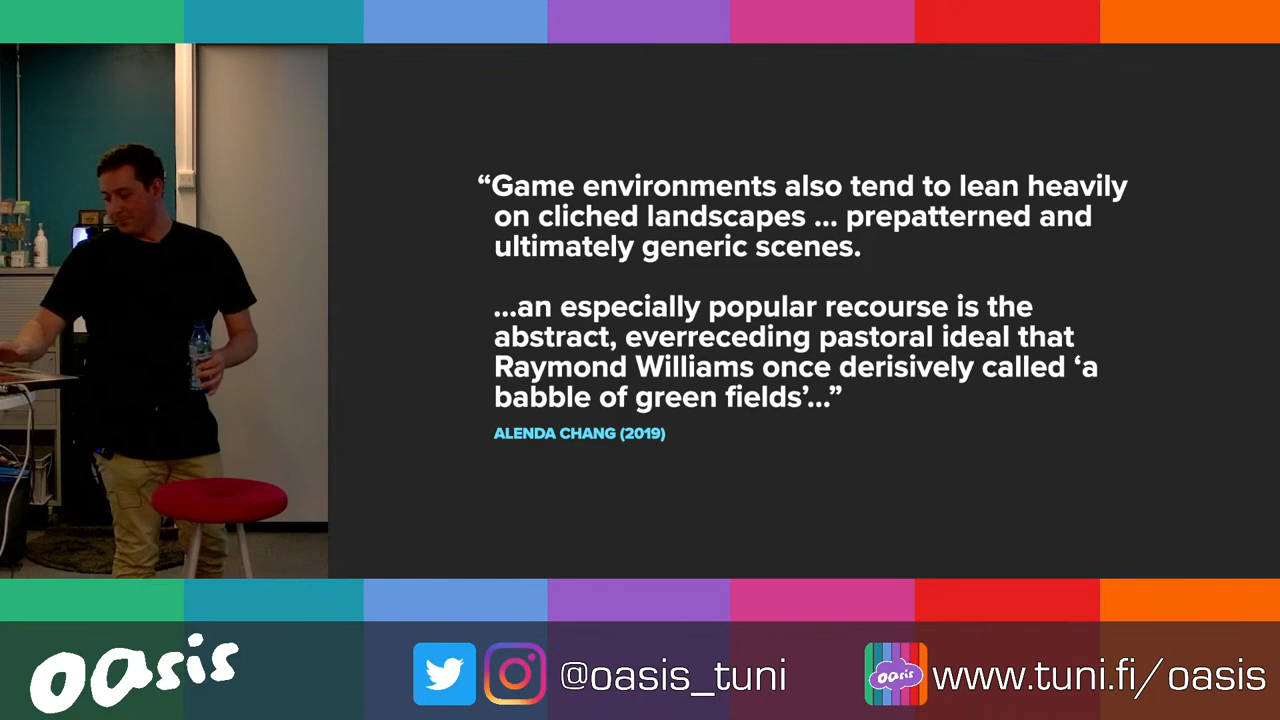 “Game environments also tend to lean heavily
on cliched landscapes ... prepatterned and
ultimately generic scenes.
...an especially popular recourse is the
abstract, everreceding pastoral ideal that
Raymond Williams once derisively called ‘a
babble of green fields’...”
ALENDA CHANG (2019)
oasis
@oasis_tuni
oasis
www.tuni.fi/oasis